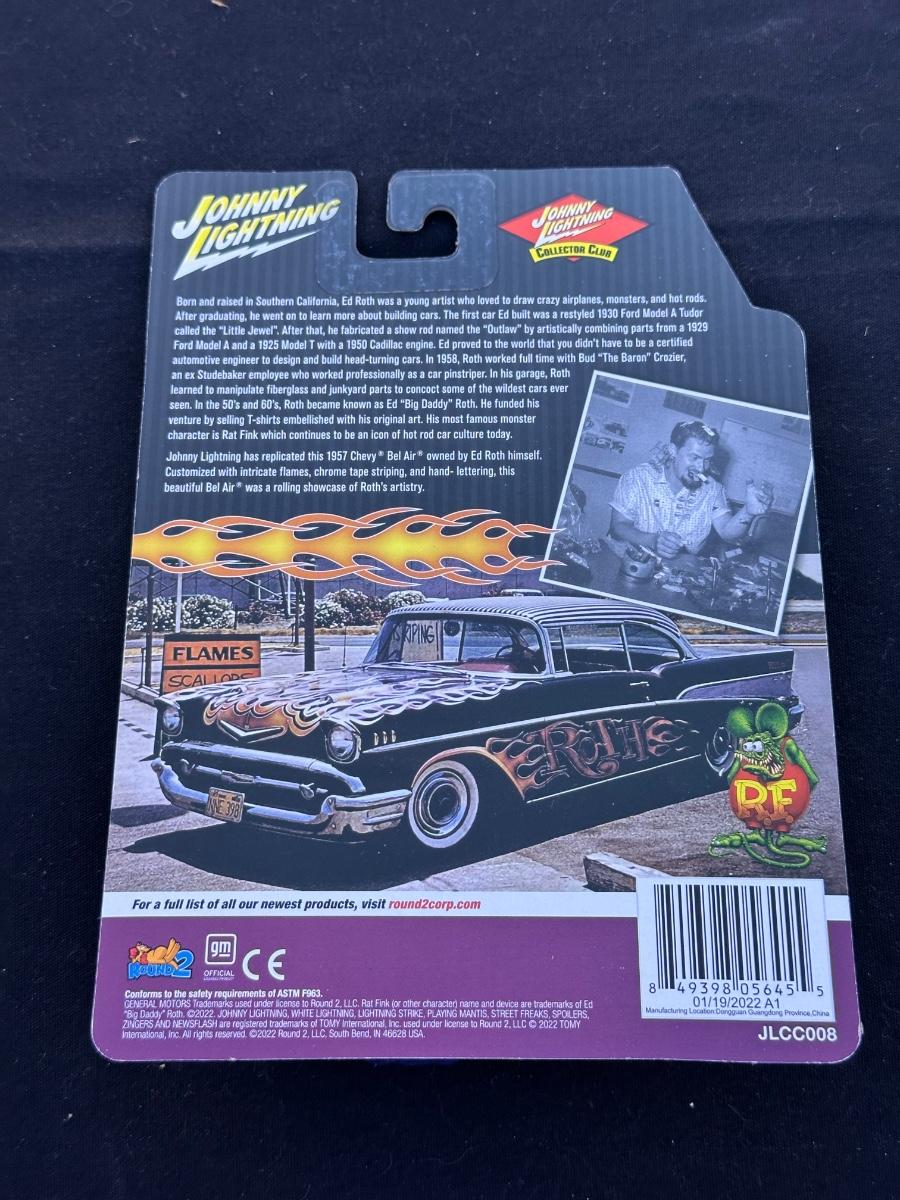 JOHNNY
LIGHTNING
JOHNNY
LIGHTNING
COLLECTOR CLUB
Born and raised in Southern California, Ed Roth was a young artist who loved to draw crazy airplanes, monsters, and hot rods.
After graduating, he went on to learn more about building cars. The first car Ed built was a restyled 1930 Ford Model A Tudor
called the "Little Jewel". After that, he fabricated a show rod named the "Outlaw" by artistically combining parts from a 1929
Ford Model A and a 1925 Model T with a 1950 Cadillac engine. Ed proved to the world that you didn't have to be a certified
automotive engineer to design and build head-turning cars. In 1958, Roth worked full time with Bud "The Baron" Crozier,
an ex Studebaker employee who worked professionally as a car pinstriper. In his garage, Roth
learned to manipulate fiberglass and junkyard parts to concoct some of the wildest cars ever
seen. In the 50's and 60's, Roth became known as Ed "Big Daddy" Roth. He funded his
venture by selling T-shirts embellished with his original art. His most famous monster
character is Rat Fink which continues to be an icon of hot rod car culture today.
Johnny Lightning has replicated this 1957 Chevy® Bel Air® owned by Ed Roth himself.
Customized with intricate flames, chrome tape striping, and hand- lettering, this
beautiful Bel Air® was a rolling showcase of Roth's artistry.
FLAMES
SCALLOPS
STRIPING!
ROTH
NNE 398
R.F.
For a full list of all our newest products, visit round2corp.com
ROUND 2
gm
OFFICIAL
CE
Conforms to the safety requirements of ASTM F963.
GENERAL MOTORS Trademarks used under license to Round 2, LLC. Rat Fink (or other character) name and device are trademarks of Ed
"Big Daddy" Roth. ©2022. JOHNNY LIGHTNING, WHITE LIGHTNING, LIGHTNING STRIKE, PLAYING MANTIS, STREET FREAKS, SPOILERS,
ZINGERS AND NEWSFLASH are registered trademarks of TOMY International, Inc. used under license to Round 2, LLC © 2022 TOMY
International, Inc. All rights reserved. ©2022 Round 2, LLC, South Bend, IN 46628 USA.
8 49398 05645 5
01/19/2022 A1
Manufacturing Location:Dongguan Guangdong Province,China
JLCC008